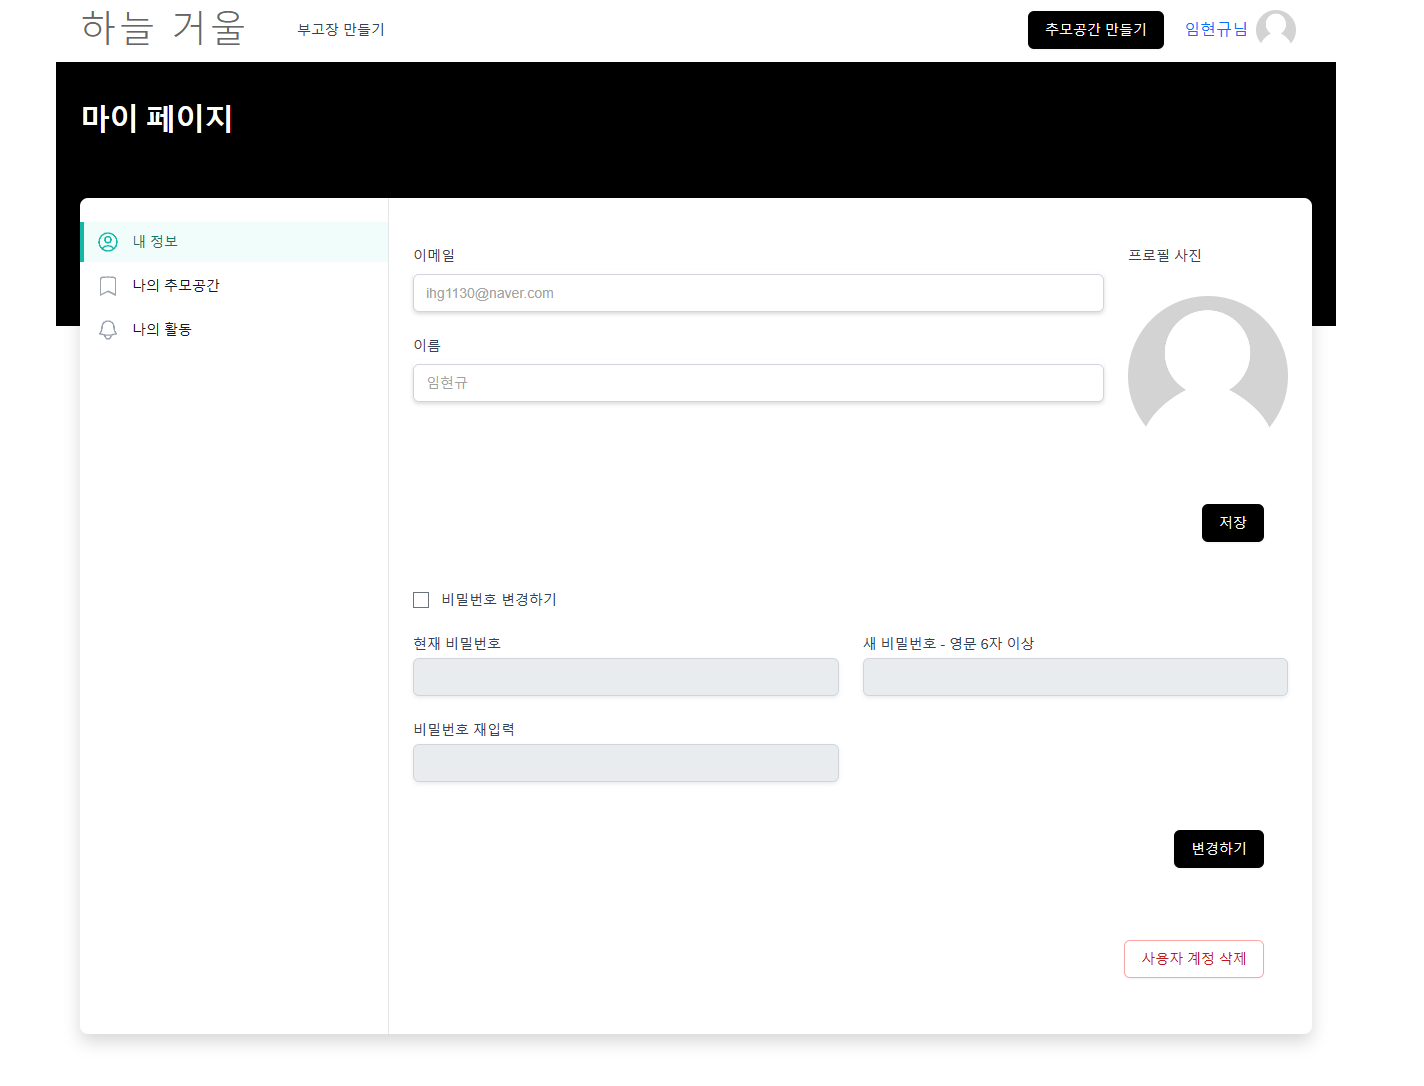 하늘 거울
부고장 만들기
추모공간 만들기
임현규님
마이 페이지
내 정보
나의 추모공간
나의 활동
이메일
ihg1130@naver.com
이름
임현규
프로필 사진
저장
비밀번호 변경하기
현재 비밀번호
새 비밀번호 - 영문 6자 이상
비밀번호 재입력
변경하기
사용자 계정 삭제